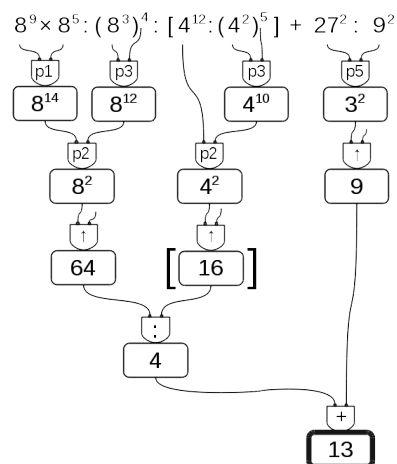 8⁹ × 8⁵ : ( 8³ )⁴ : [ 4¹² : ( 4² )⁵ ] + 27² : 9²
p1 p3 p3 p5
8¹⁴ 8¹² 4¹⁰ 3²
p2 p2 ↑
8² 4² 9
↑ ↑
64 [ 16 ]
:
4
+
13